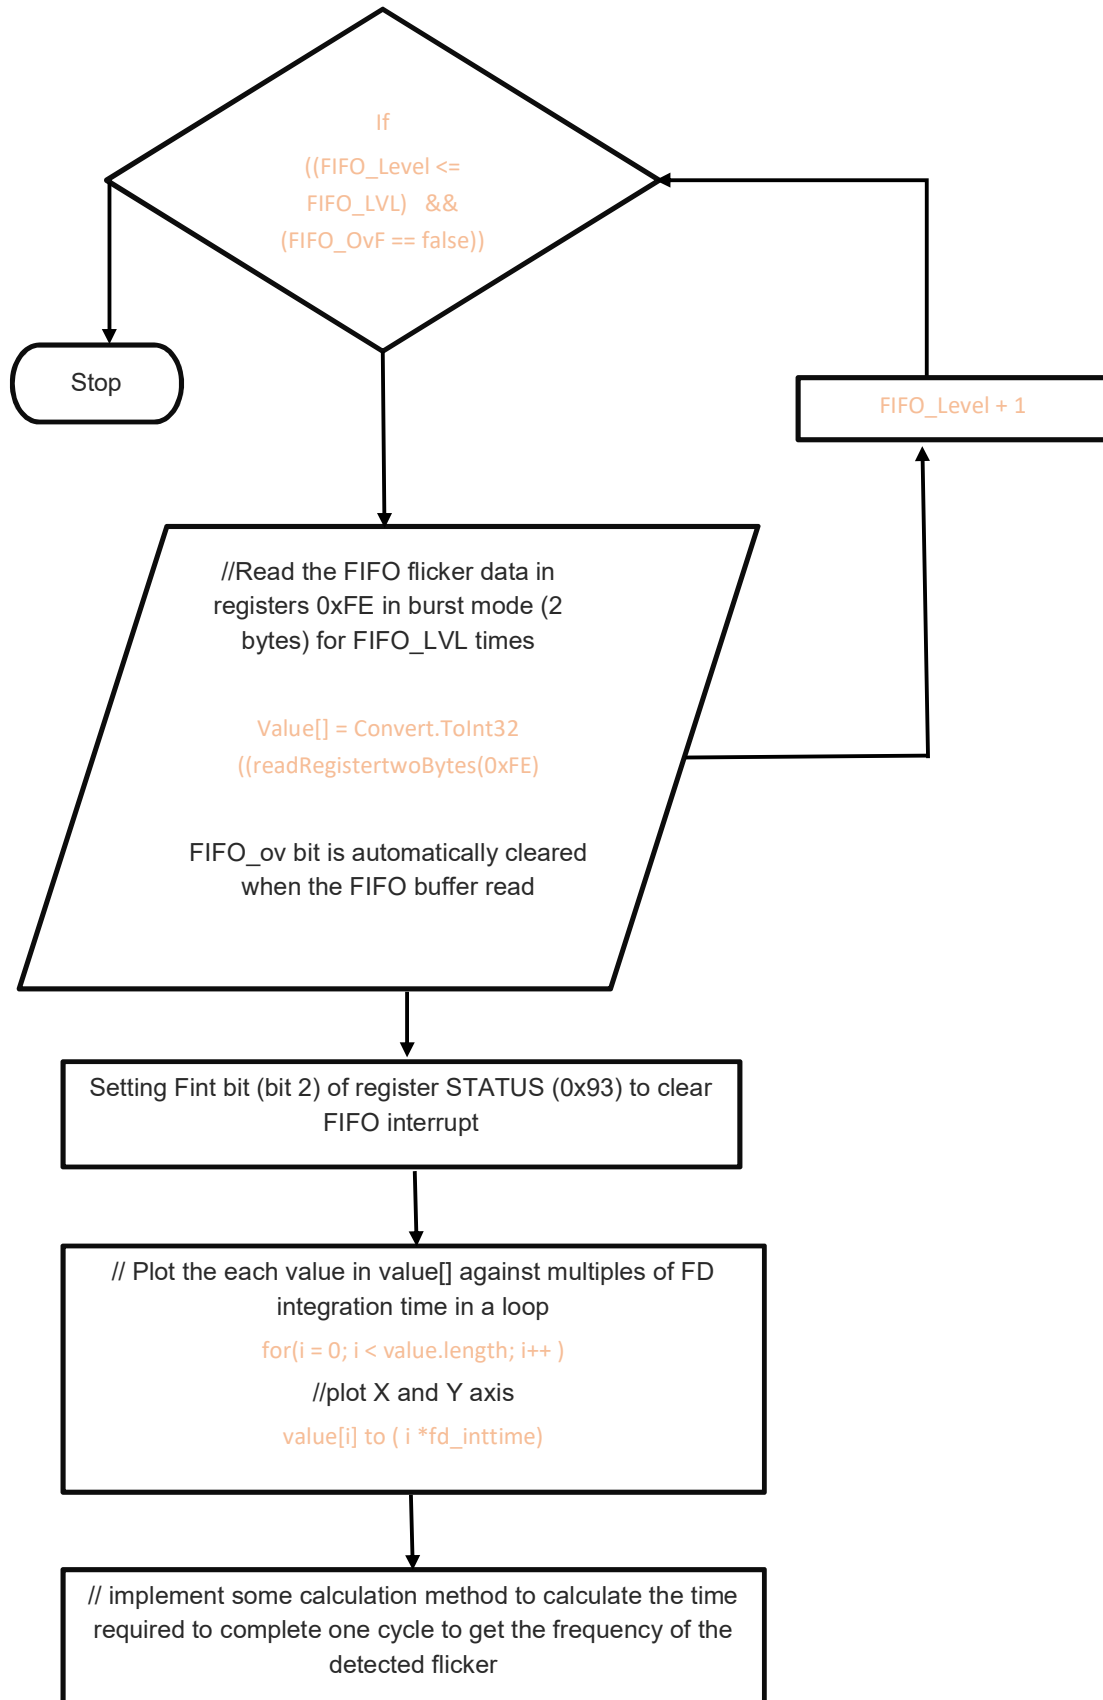 If
((FIFO_Level <=
FIFO_LVL) &&
(FIFO_OvF == false))
Stop
FIFO_Level + 1
//Read the FIFO flicker data in
registers 0xFE in burst mode (2
bytes) for FIFO_LVL times
Value[] = Convert.ToInt32
((readRegistertwoBytes(0xFE)
FIFO_ov bit is automatically cleared
when the FIFO buffer read
Setting Fint bit (bit 2) of register STATUS (0x93) to clear
FIFO interrupt
// Plot the each value in value[] against multiples of FD
integration time in a loop
for(i = 0; i < value.length; i++ )
//plot X and Y axis
value[i] to ( i *fd_inttime)
// implement some calculation method to calculate the time
required to complete one cycle to get the frequency of the
detected flicker